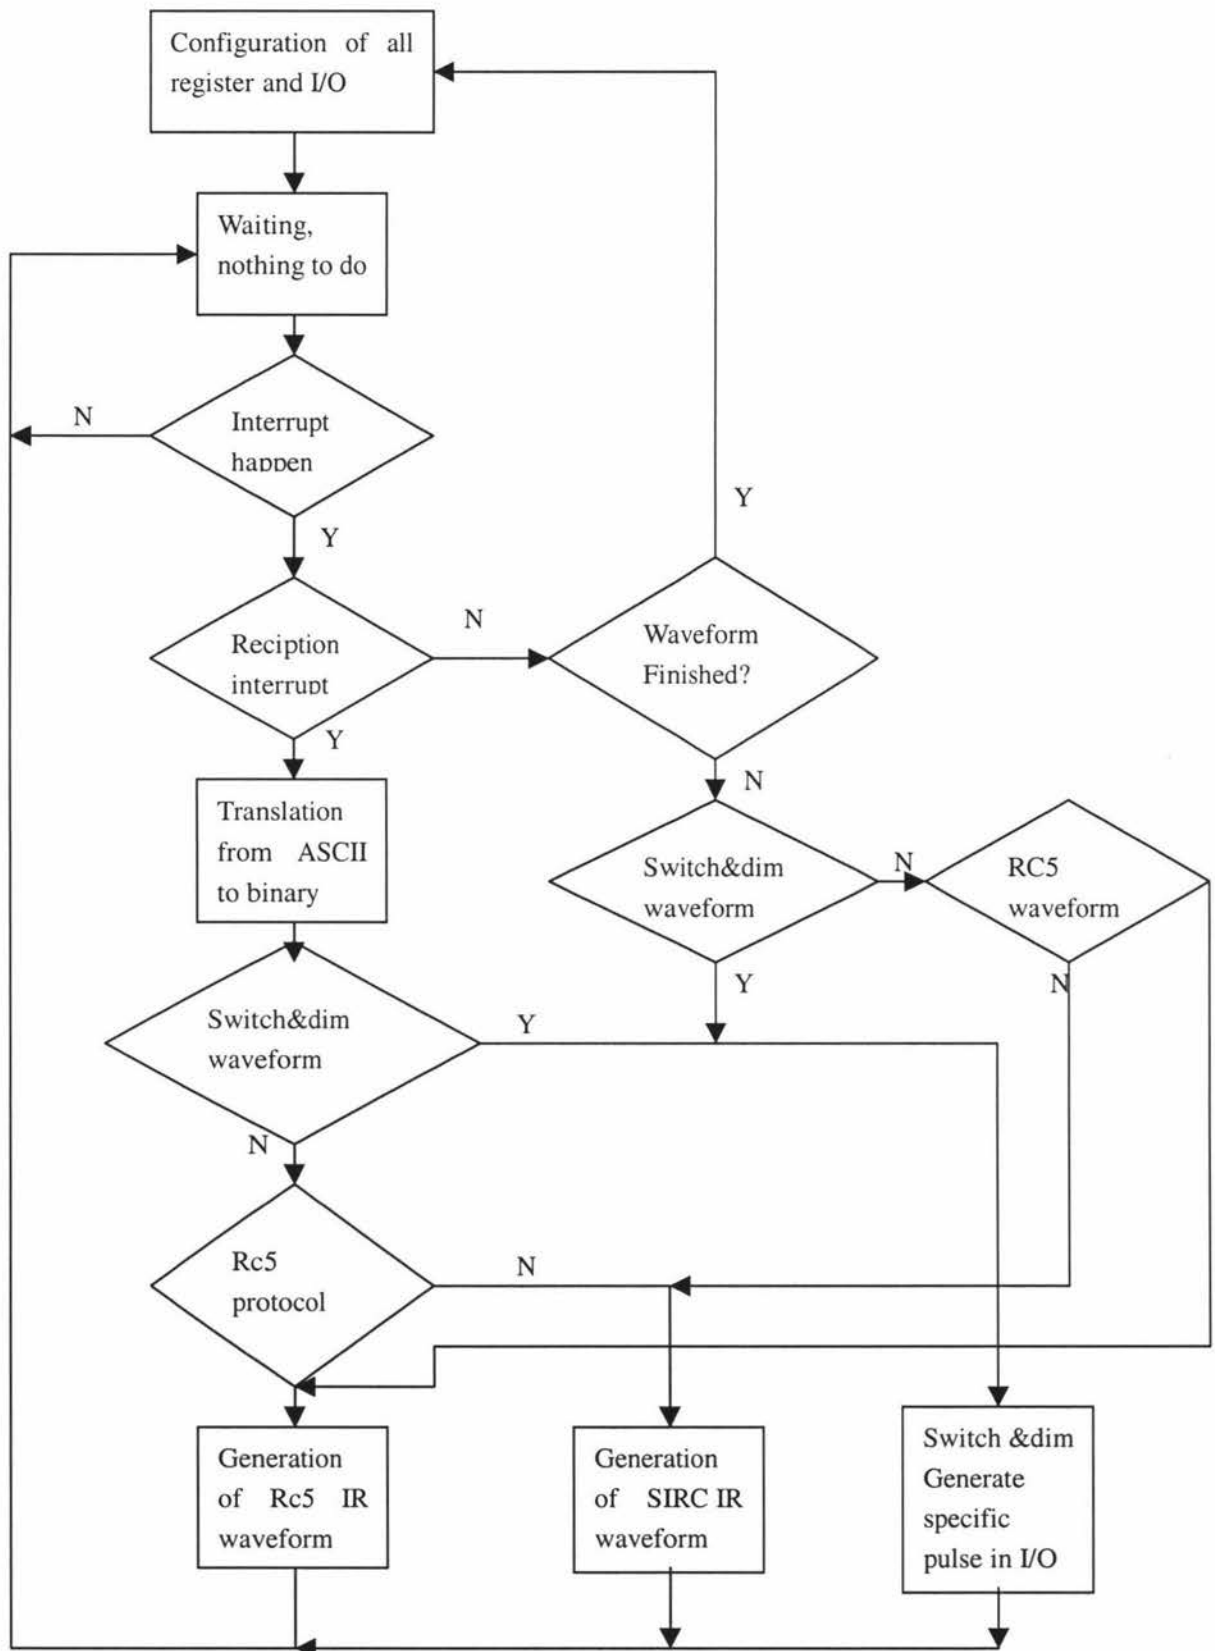 Configuration of all
register and I/O
Waiting,
nothing to do
N
Interrupt
happen
Y
Y
Reciption
interrupt
N
Waveform
Finished?
Y
N
Translation
from ASCII
to binary
Switch&dim
waveform
N
RC5
waveform
Y
N
Switch&dim
waveform
Y
N
Rc5
protocol
N
Generation
of Rc5 IR
waveform
Generation
of SIRC IR
waveform
Switch &dim
Generate
specific
pulse in I/O